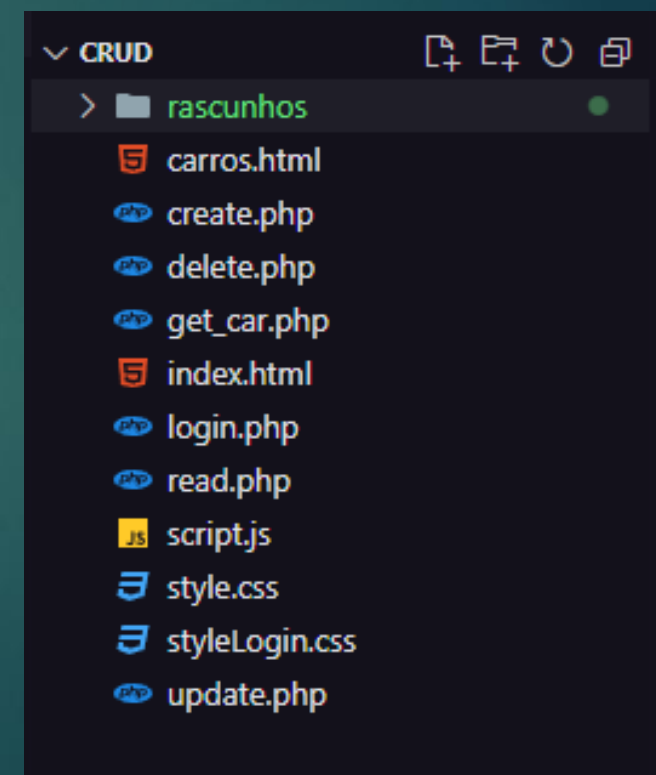 CRUD
rascunhos
carros.html
create.php
delete.php
get_car.php
index.html
login.php
read.php
script.js
style.css
styleLogin.css
update.php